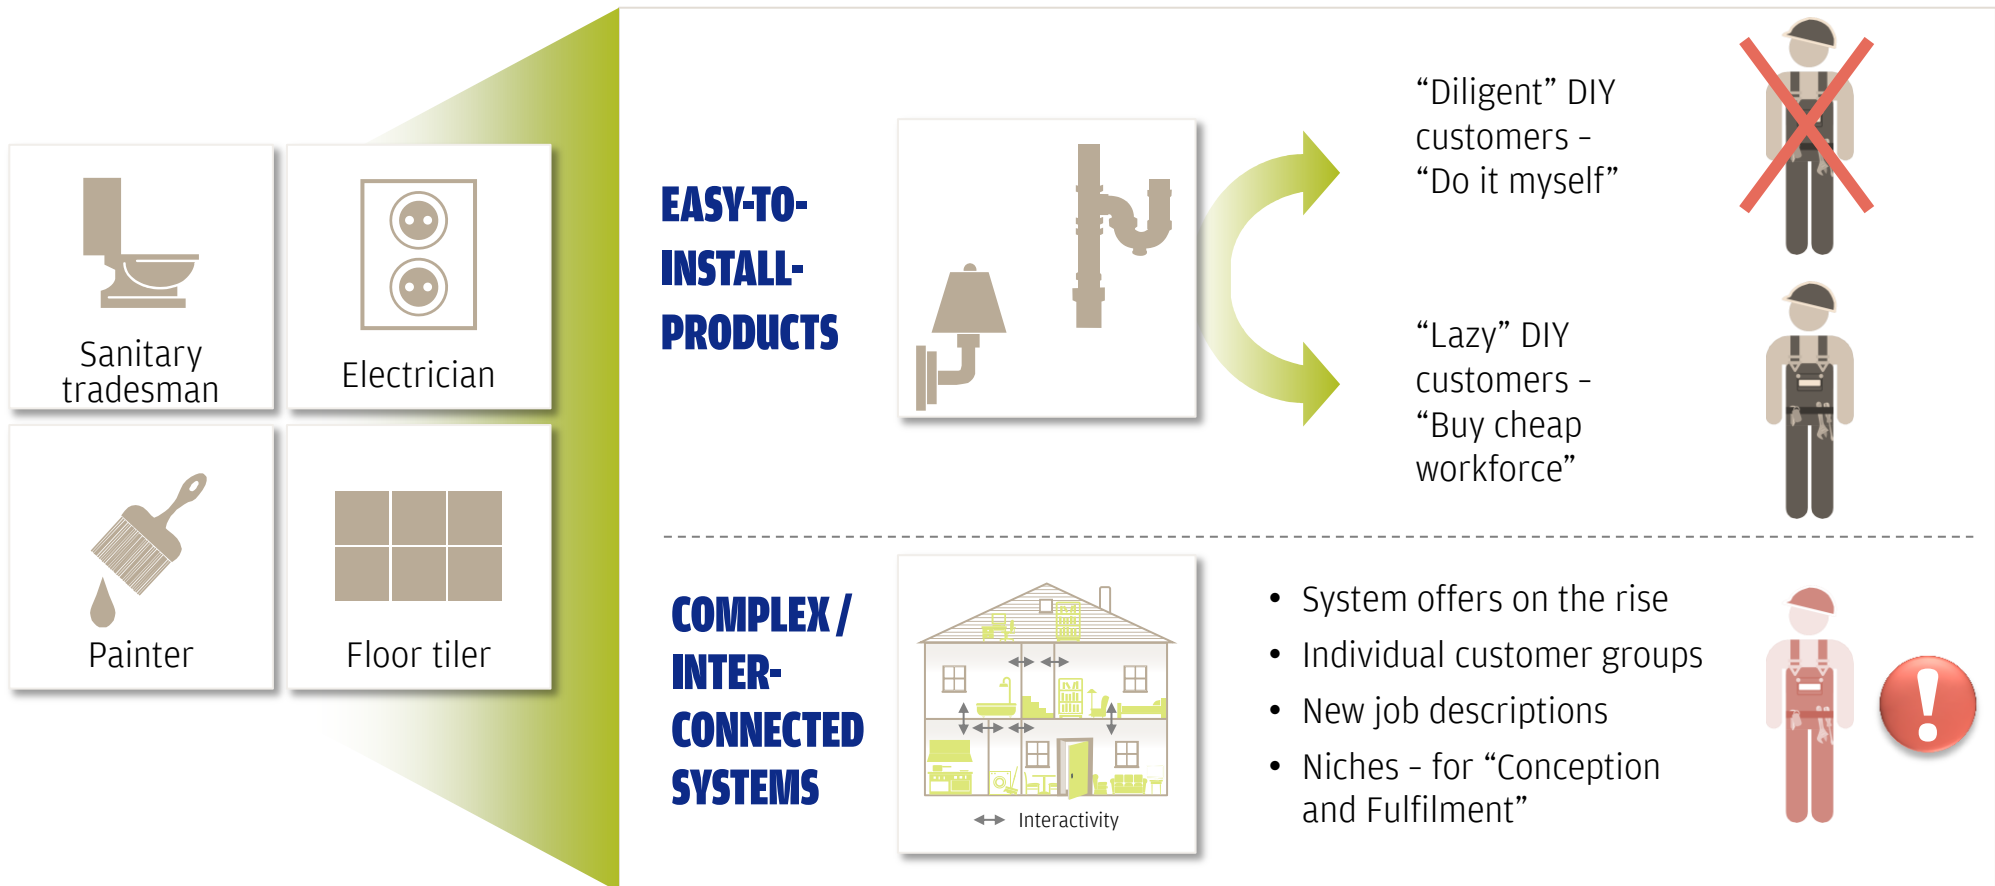 Sanitary
tradesman
Electrician
Painter
Floor tiler
EASY-TO-
INSTALL-
PRODUCTS
“Diligent” DIY
customers –
“Do it myself”
“Lazy” DIY
customers –
“Buy cheap
workforce”
COMPLEX /
INTER-
CONNECTED
SYSTEMS
Interactivity
• System offers on the rise
• Individual customer groups
• New job descriptions
• Niches – for “Conception
and Fulfilment”
!